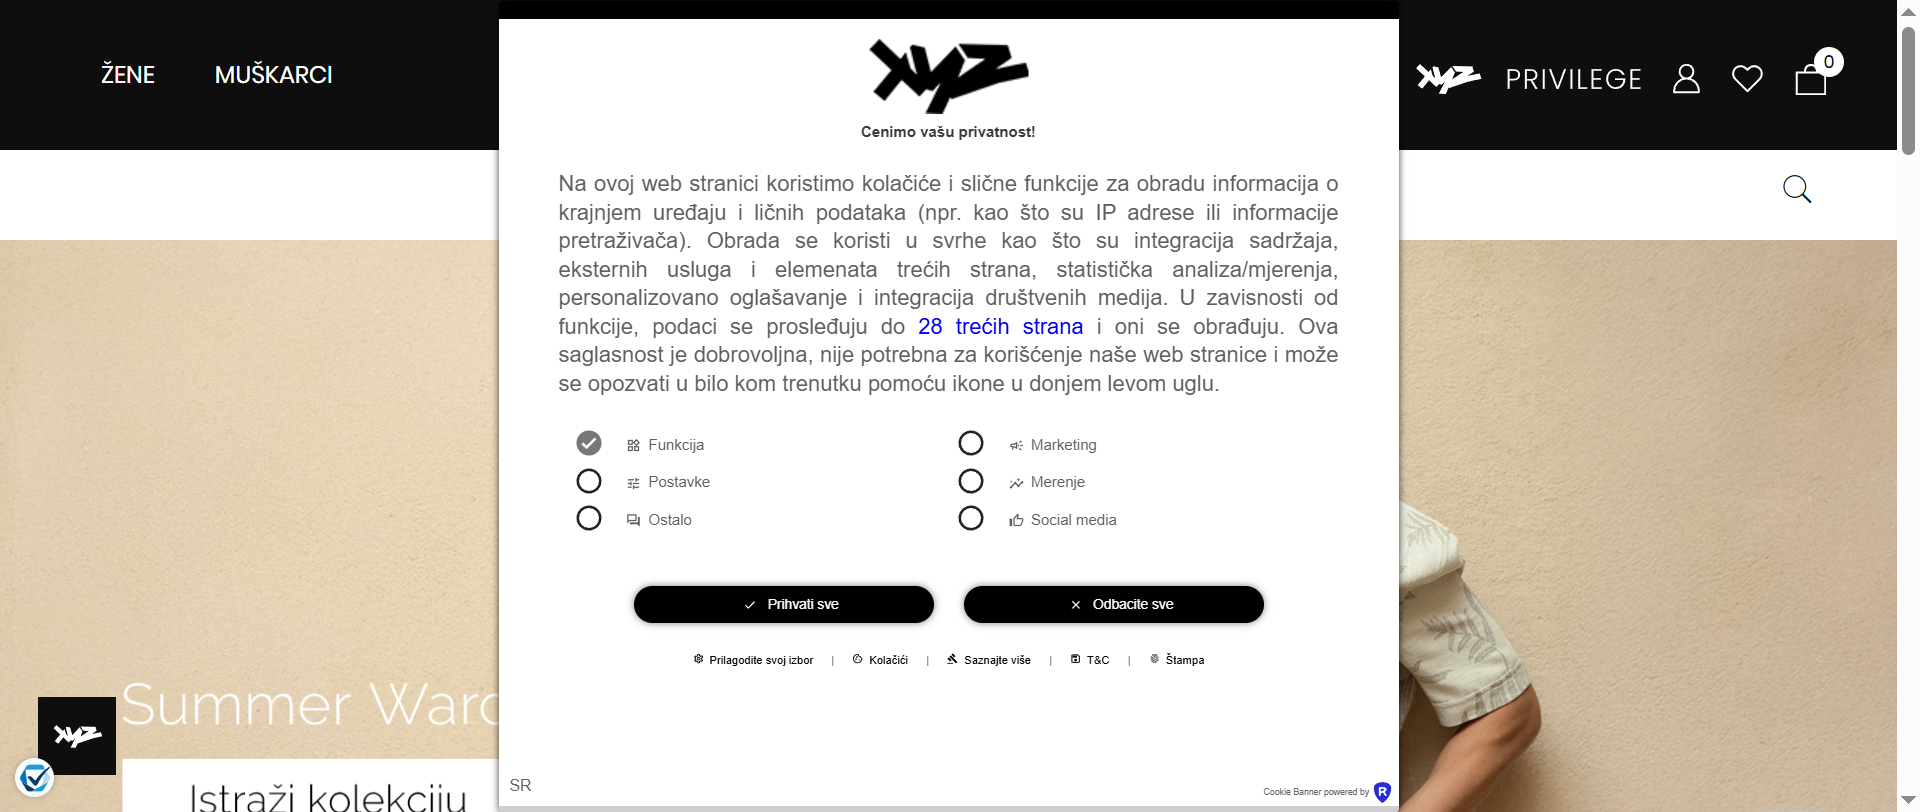 ŽENE
MUŠKARCI
xyz
PRIVILEGE
0
xyz
Cenimo vašu privatnost!
Na ovoj web stranici koristimo kolačiće i slične funkcije za obradu informacija o
krajnjem uređaju i ličnih podataka (npr. kao što su IP adrese ili informacije
pretraživača). Obrada se koristi u svrhe kao što su integracija sadržaja,
eksternih usluga i elemenata trećih strana, statistička analiza/mjerenja,
personalizovano oglašavanje i integracija društvenih medija. U zavisnosti od
funkcije, podaci se prosleđuju do 28 trećih strana i oni se obrađuju. Ova
saglasnost je dobrovoljna, nije potrebna za korišćenje naše web stranice i može
se opozvati u bilo kom trenutku pomoću ikone u donjem levom uglu.
Funkcija
Marketing
Postavke
Merenje
Ostalo
Social media
Prihvati sve
Odbacite sve
Prilagodite svoj izbor | Kolačići | Saznajte više | T&C | Štampa
Summer Ward
xyz
Istraži kolekciju
SR
Cookie Banner powered by R